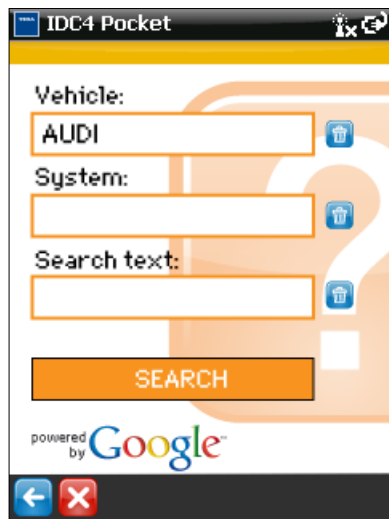 IDC4 Pocket
Vehicle:
AUDI
System:
Search text:
SEARCH
powered
by Google